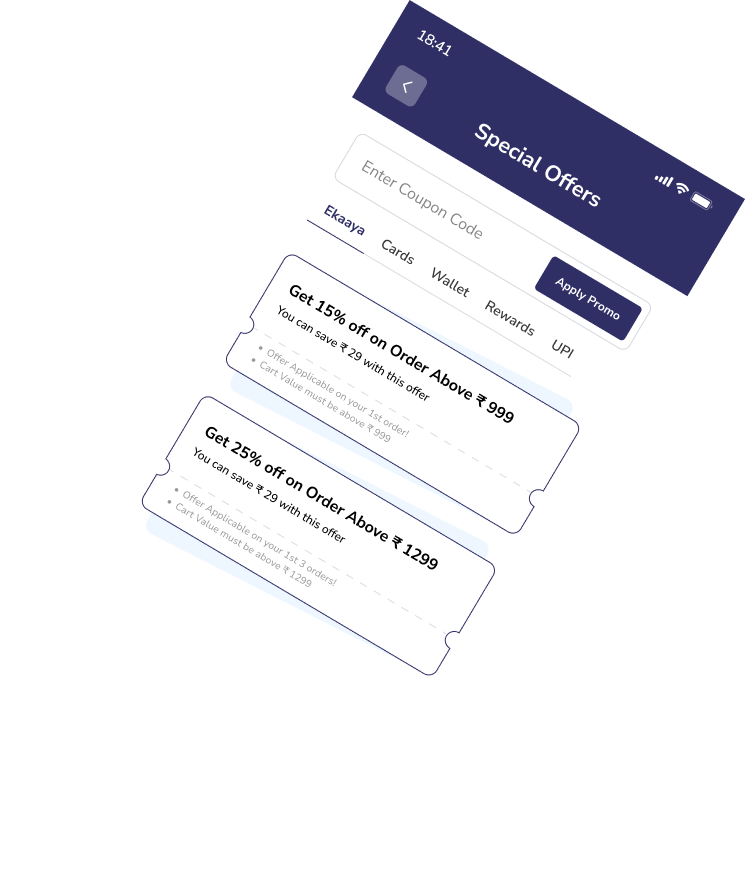 18:41
Special Offers
Enter Coupon Code
Apply Promo
Ekaaya Cards Wallet Rewards UPI
Get 15% off on Order Above ₹ 999
You can save ₹ 29 with this offer
• Offer Applicable on your 1st order!
• Cart Value must be above ₹ 999
Get 25% off on Order Above ₹ 1299
You can save ₹ 29 with this offer
• Offer Applicable on your 1st 3 orders!
• Cart Value must be above ₹ 1299